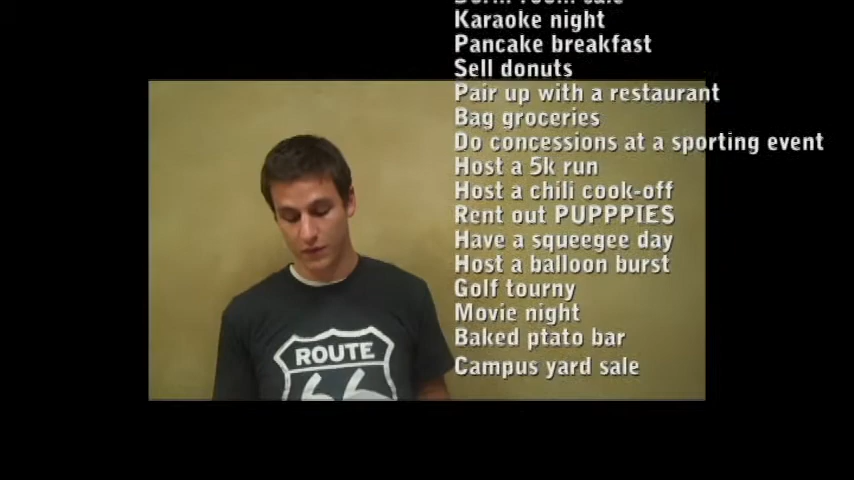 Karaoke night
Pancake breakfast
Sell donuts
Pair up with a restaurant
Bag groceries
Do concessions at a sporting event
Host a 5k run
Host a chili cook-off
Rent out PUPPPIES
Have a squeegee day
Host a balloon burst
Golf tourny
Movie night
Baked ptato bar
Campus yard sale
ROUTE
66